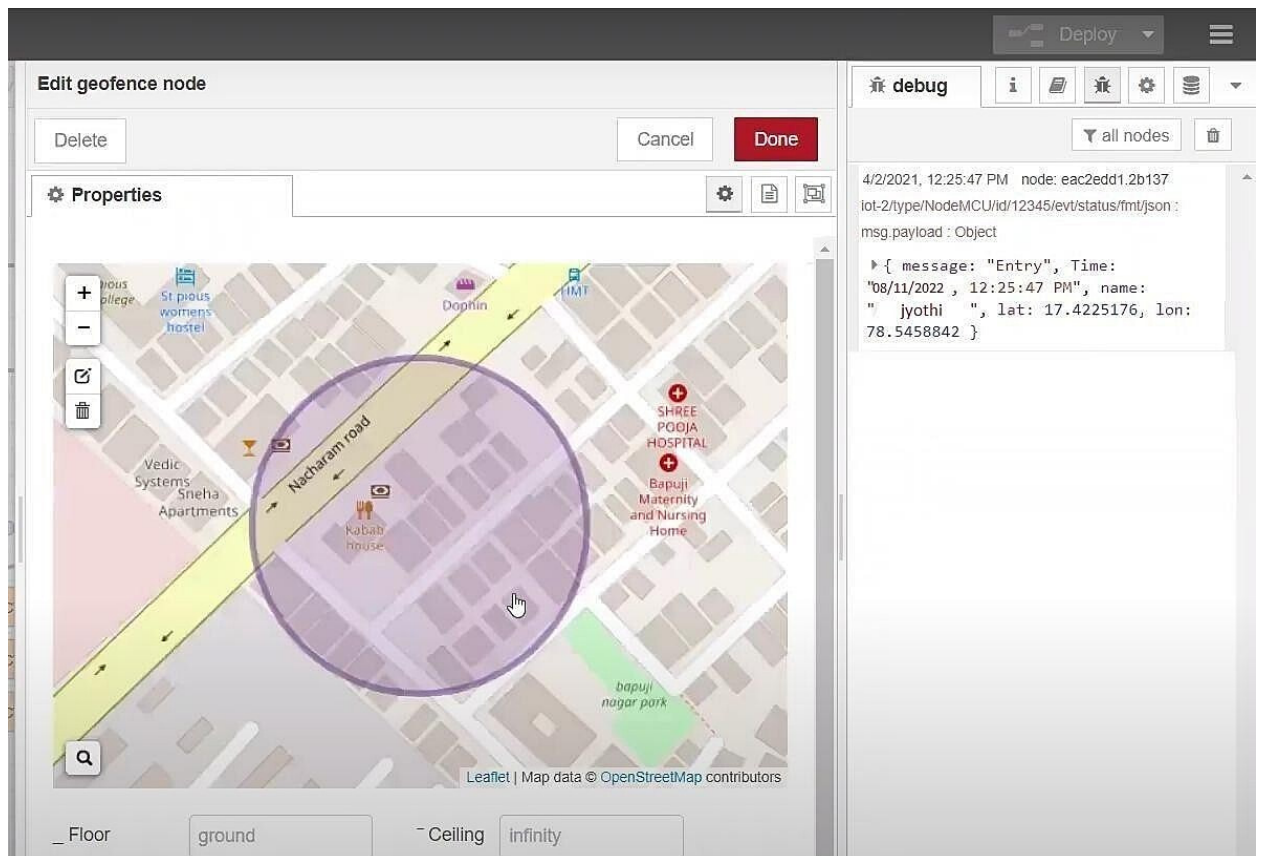 Deploy
Edit geofence node
Delete
Cancel
Done
Properties
+
−
St pious
womens
hostel
Dophin
HMT
Nacharam road
Vedic
Systems
Sneha
Apartments
Kabab
house
SHREE
POOJA
HOSPITAL
Bapuji
Maternity
and Nursing
Home
bapuji
nagar park
Leaflet | Map data © OpenStreetMap contributors
Floor
ground
Ceiling
infinity
debug
i
all nodes
4/2/2021, 12:25:47 PM node: eac2edd1.2b137
iot-2/type/NodeMCU/id/12345/evt/status/fmt/json :
msg.payload : Object
{ message: "Entry", Time:
"08/11/2022 , 12:25:47 PM", name:
" jyothi ", lat: 17.4225176, lon:
78.5458842 }